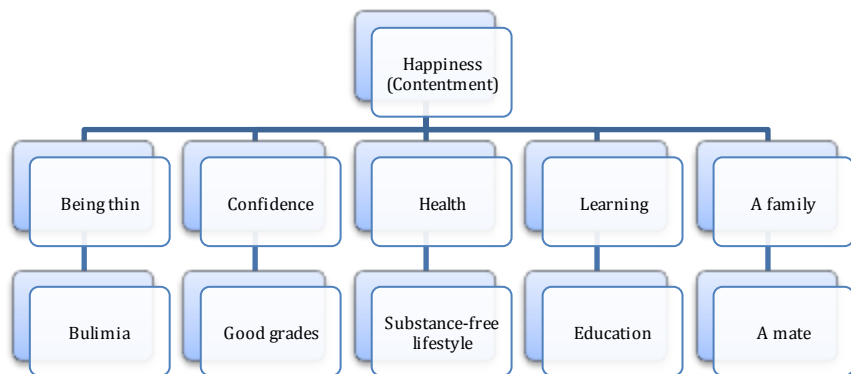 Happiness
(Contentment)
Being thin
Confidence
Health
Learning
A family
Bulimia
Good grades
Substance-free
lifestyle
Education
A mate